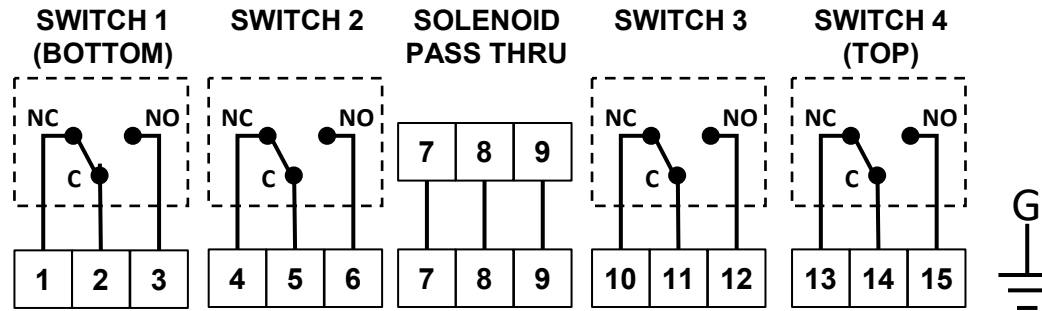 SWITCH 1 SWITCH 2 SOLENOID SWITCH 3 SWITCH 4
(BOTTOM) PASS THRU (TOP)
NC NO NC NO NC NO NC NO
7 8 9
C C C C
G
1 2 3 4 5 6 7 8 9 10 11 12 13 14 15